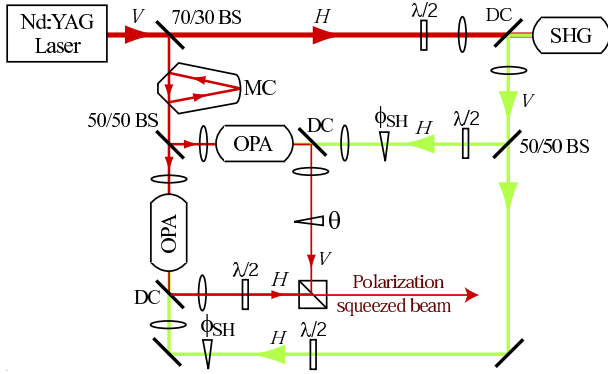 Nd:YAG
Laser
V
70/30 BS
H
λ/2
DC
SHG
MC
V
50/50 BS
OPA
DC
ϕSH
H
λ/2
50/50 BS
OPA
θ
V
DC
λ/2
H
Polarization
squeezed beam
ϕSH
H
λ/2